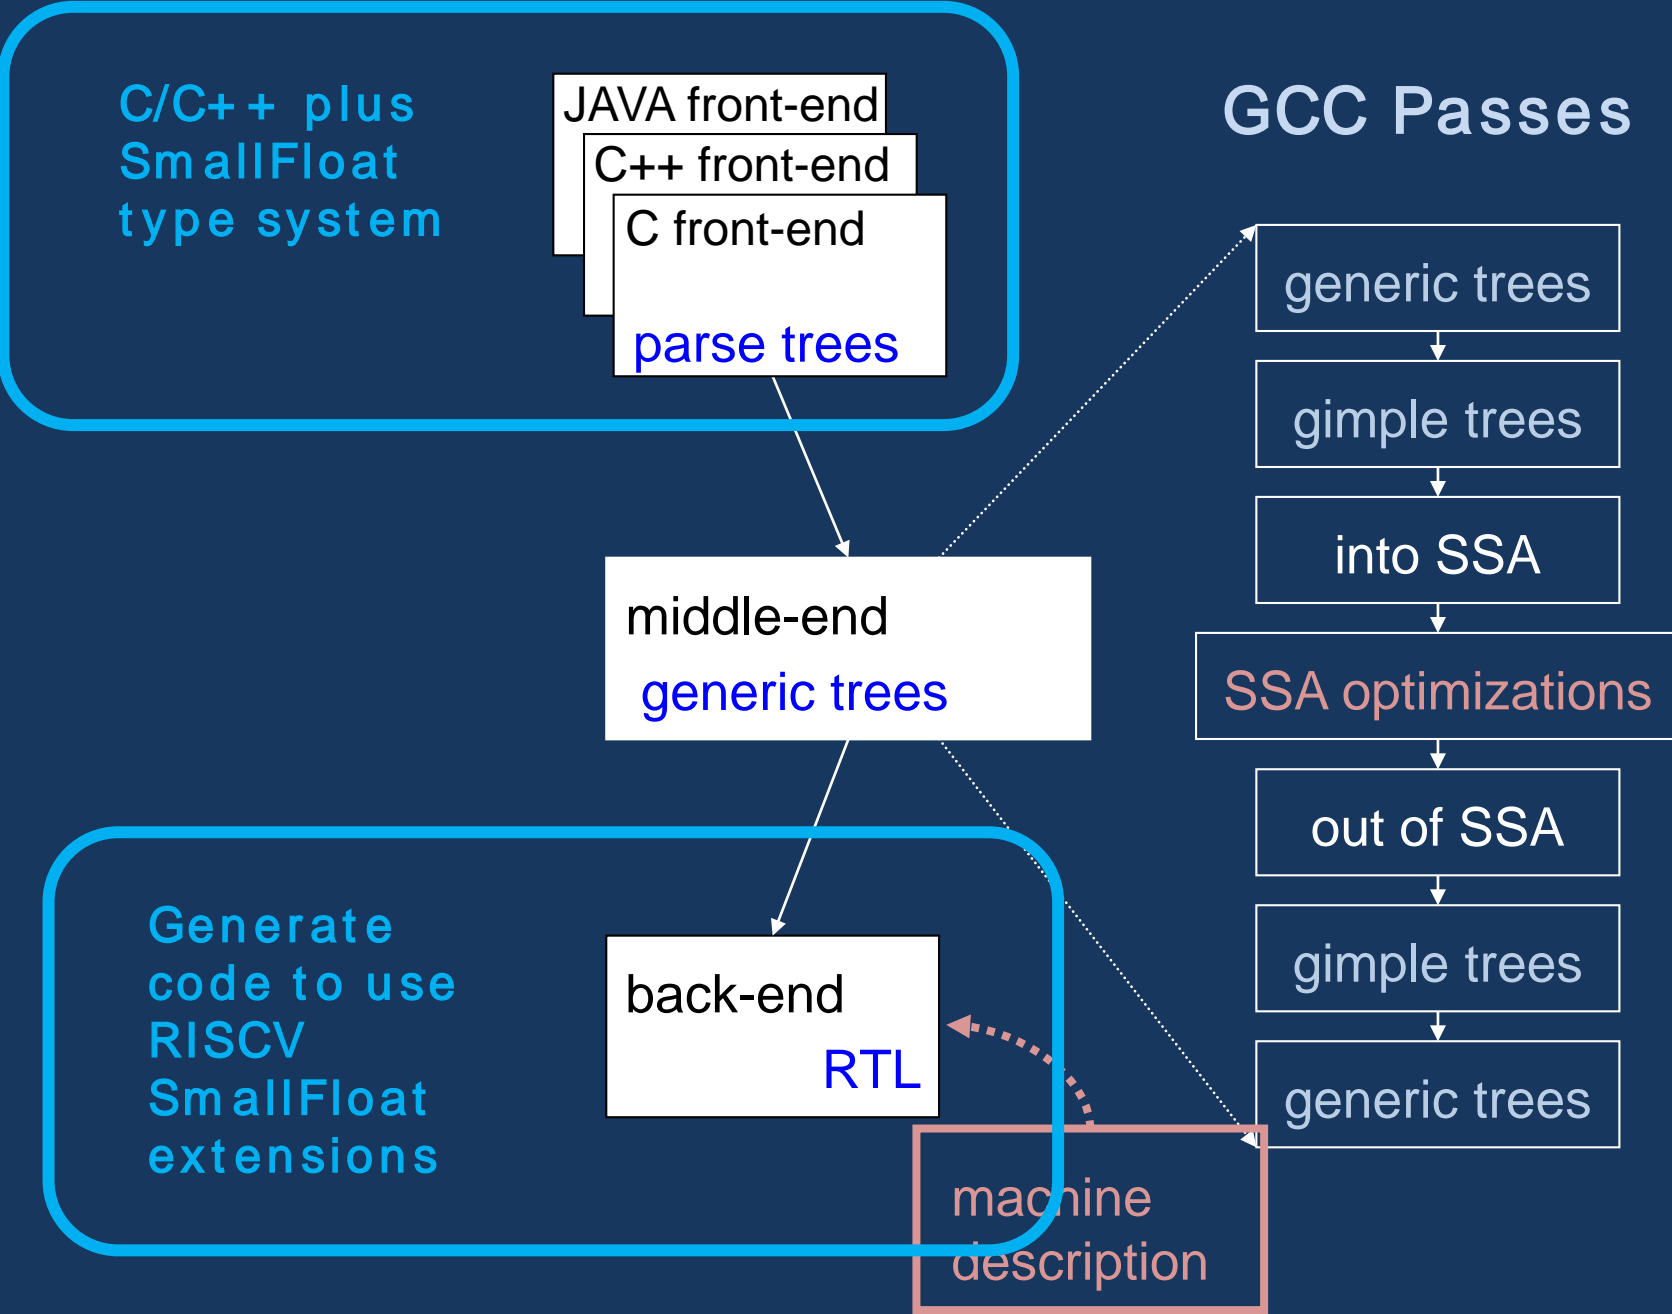 C/C++ plus
SmallFloat
type system
JAVA front-end
C++ front-end
C front-end
parse trees
GCC Passes
generic trees
gimple trees
into SSA
SSA optimizations
out of SSA
gimple trees
generic trees
middle-end
generic trees
Generate
code to use
RISCV
SmallFloat
extensions
back-end
RTL
machine
description